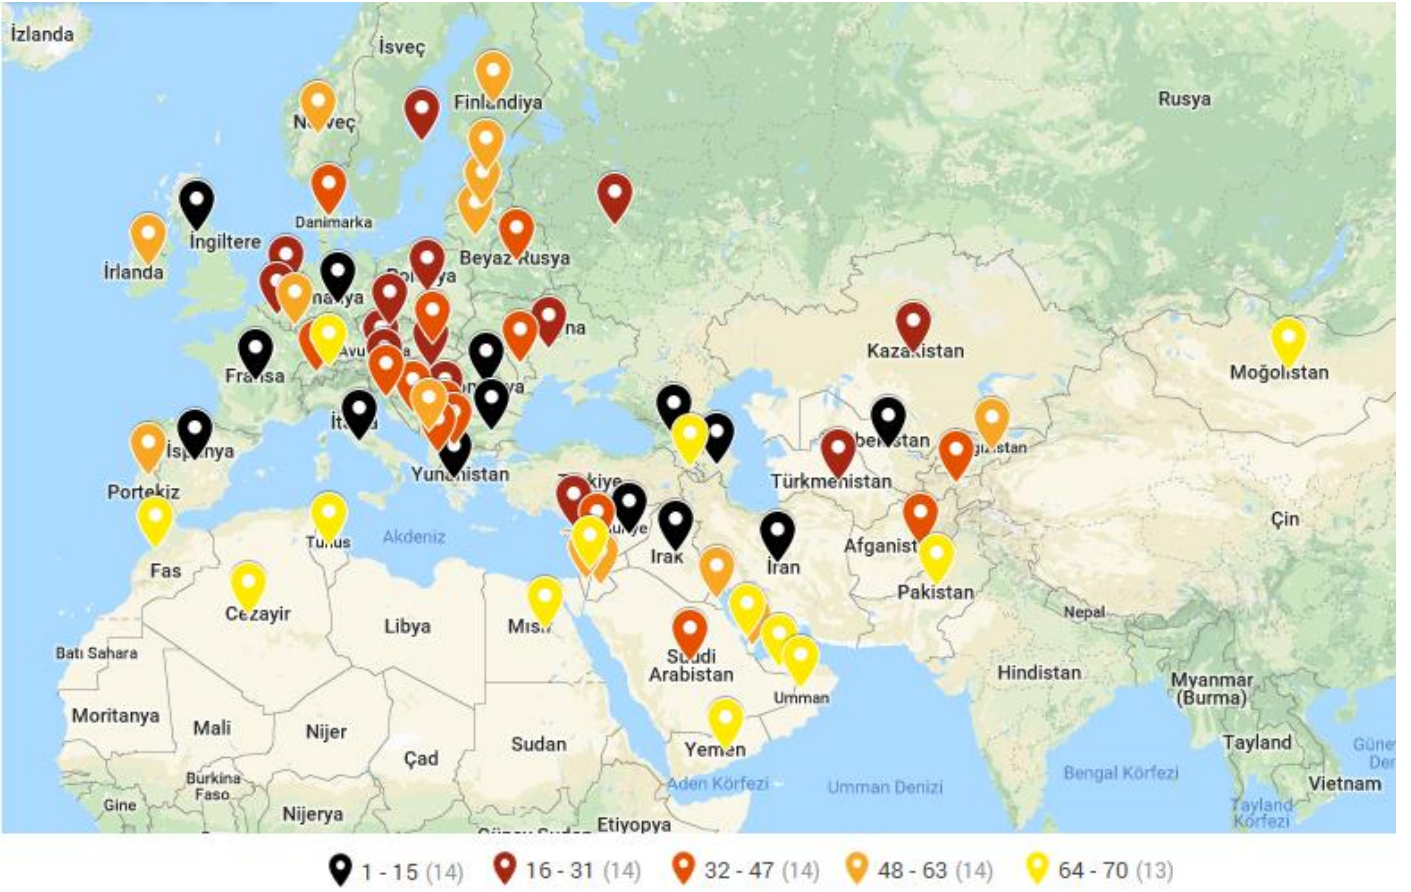 İzlanda
İsveç
Finlandiya
Rusya
Danimarka
İngiltere
İrlanda
Beyaz Rusya
na
Kazakistan
Moğolistan
Fransa
İspanya
Yunanistan
Türkiye
Türkmenistan
Portekiz
Akdeniz
Tunus
Çin
Afganist
Irak
İran
Fas
Pakistan
Cezayir
Nepal
Libya
Mısır
Batı Sahara
Suudi
Arabistan
Hindistan
Myanmar
(Burma)
Umman
Moritanya
Mali
Nijer
Sudan
Yemen
Tayland
Çad
Burkina
Faso
Aden Körfezi
Umman Denizi
Bengal Körfezi
Vietnam
Gine
Nijerya
Etiyopya
Tayland
Körfezi
1 - 15 (14)
16 - 31 (14)
32 - 47 (14)
48 - 63 (14)
64 - 70 (13)